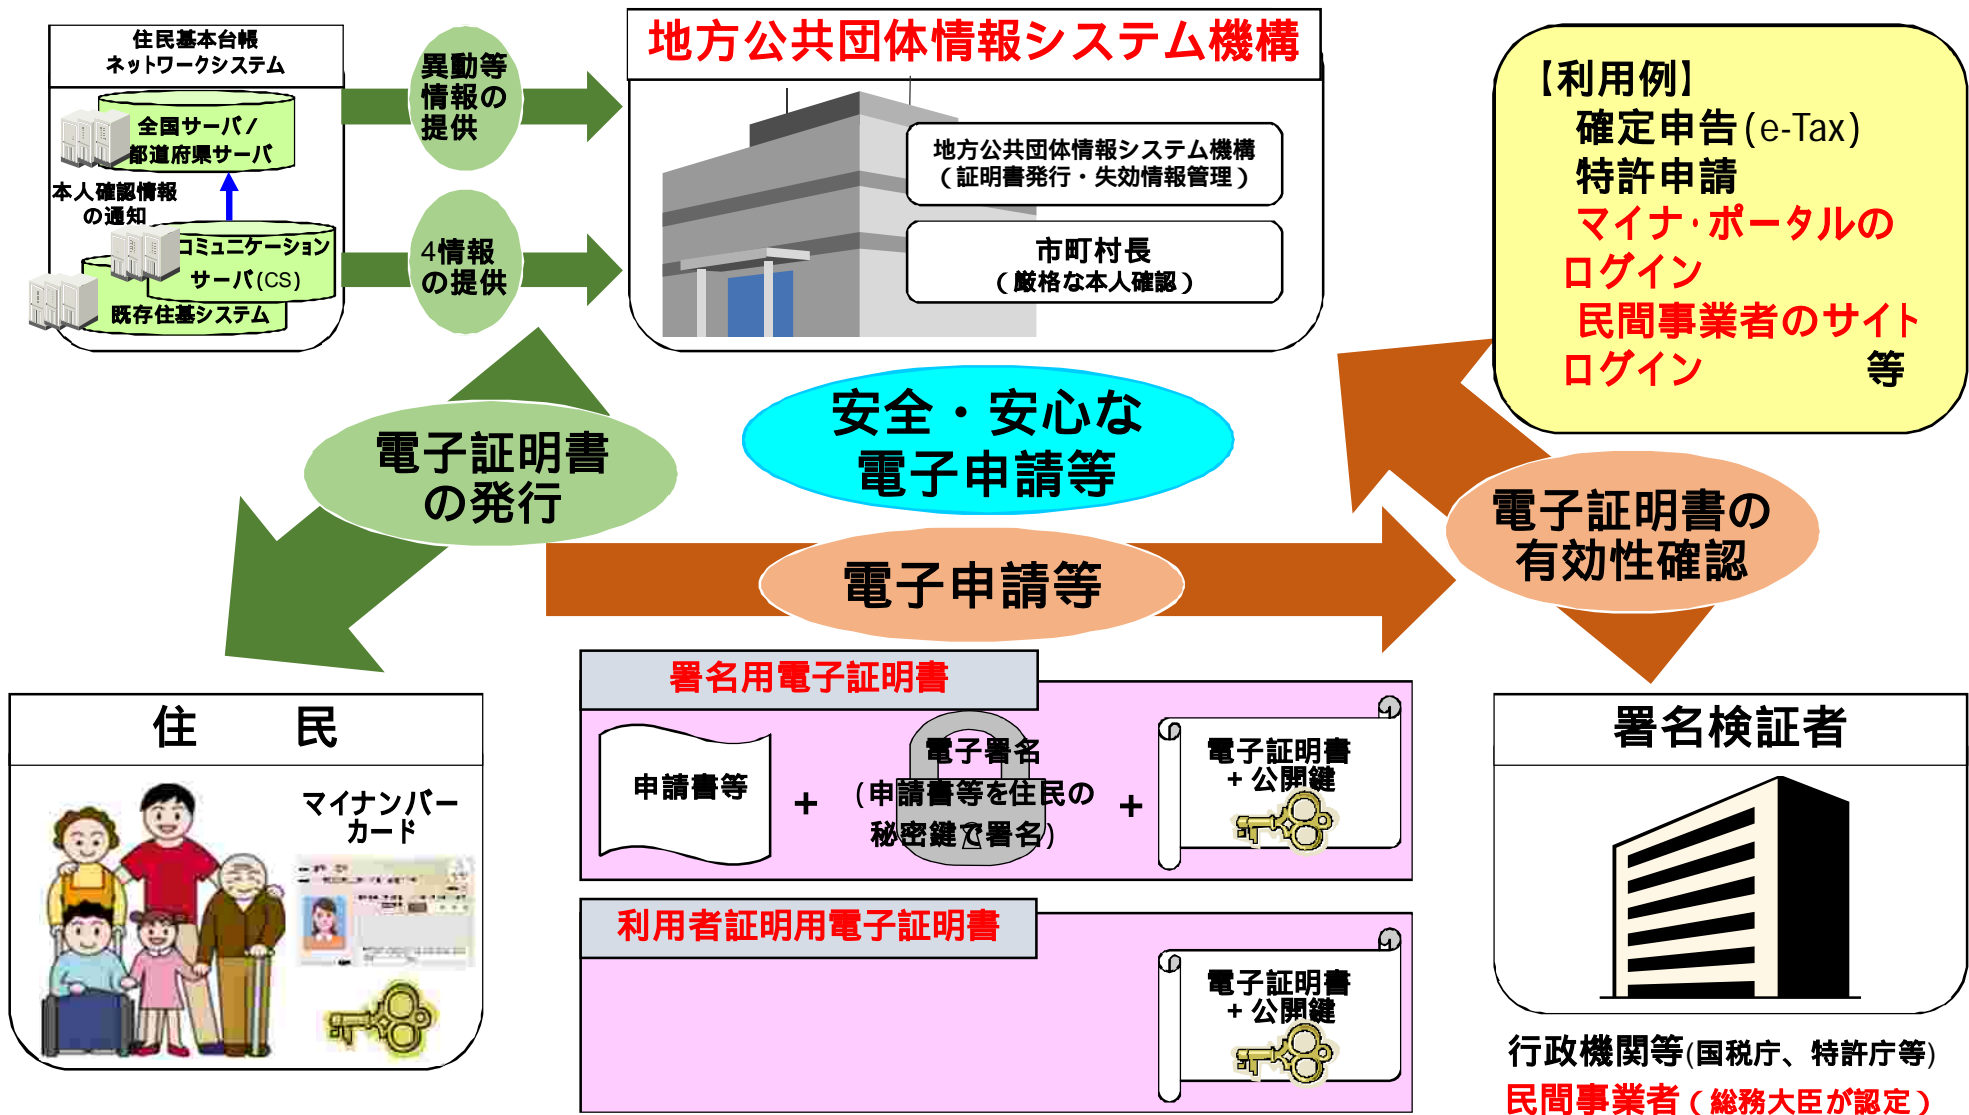 住民基本台帳
ネットワークシステム
全国サーバ/
都道府県サーバ
本人確認情報
の通知
コミュニケーション
サーバ(CS)
既存住基システム
異動等
情報の
提供
4情報
の提供
地方公共団体情報システム機構
地方公共団体情報システム機構
(証明書発行・失効情報管理)
市町村長
(厳格な本人確認)
【利用例】
確定申告(e-Tax)
特許申請
マイナ・ポータルの
ログイン
民間事業者のサイト
ログイン 等
電子証明書
の発行
安全・安心な
電子申請等
電子申請等
電子証明書の
有効性確認
住 民
マイナンバー
カード
署名用電子証明書
申請書等
+
電子署名
(申請書等を住民の
秘密鍵で署名)
+
電子証明書
+公開鍵
利用者証明用電子証明書
電子証明書
+公開鍵
署名検証者
行政機関等(国税庁、特許庁等)
民間事業者(総務大臣が認定)